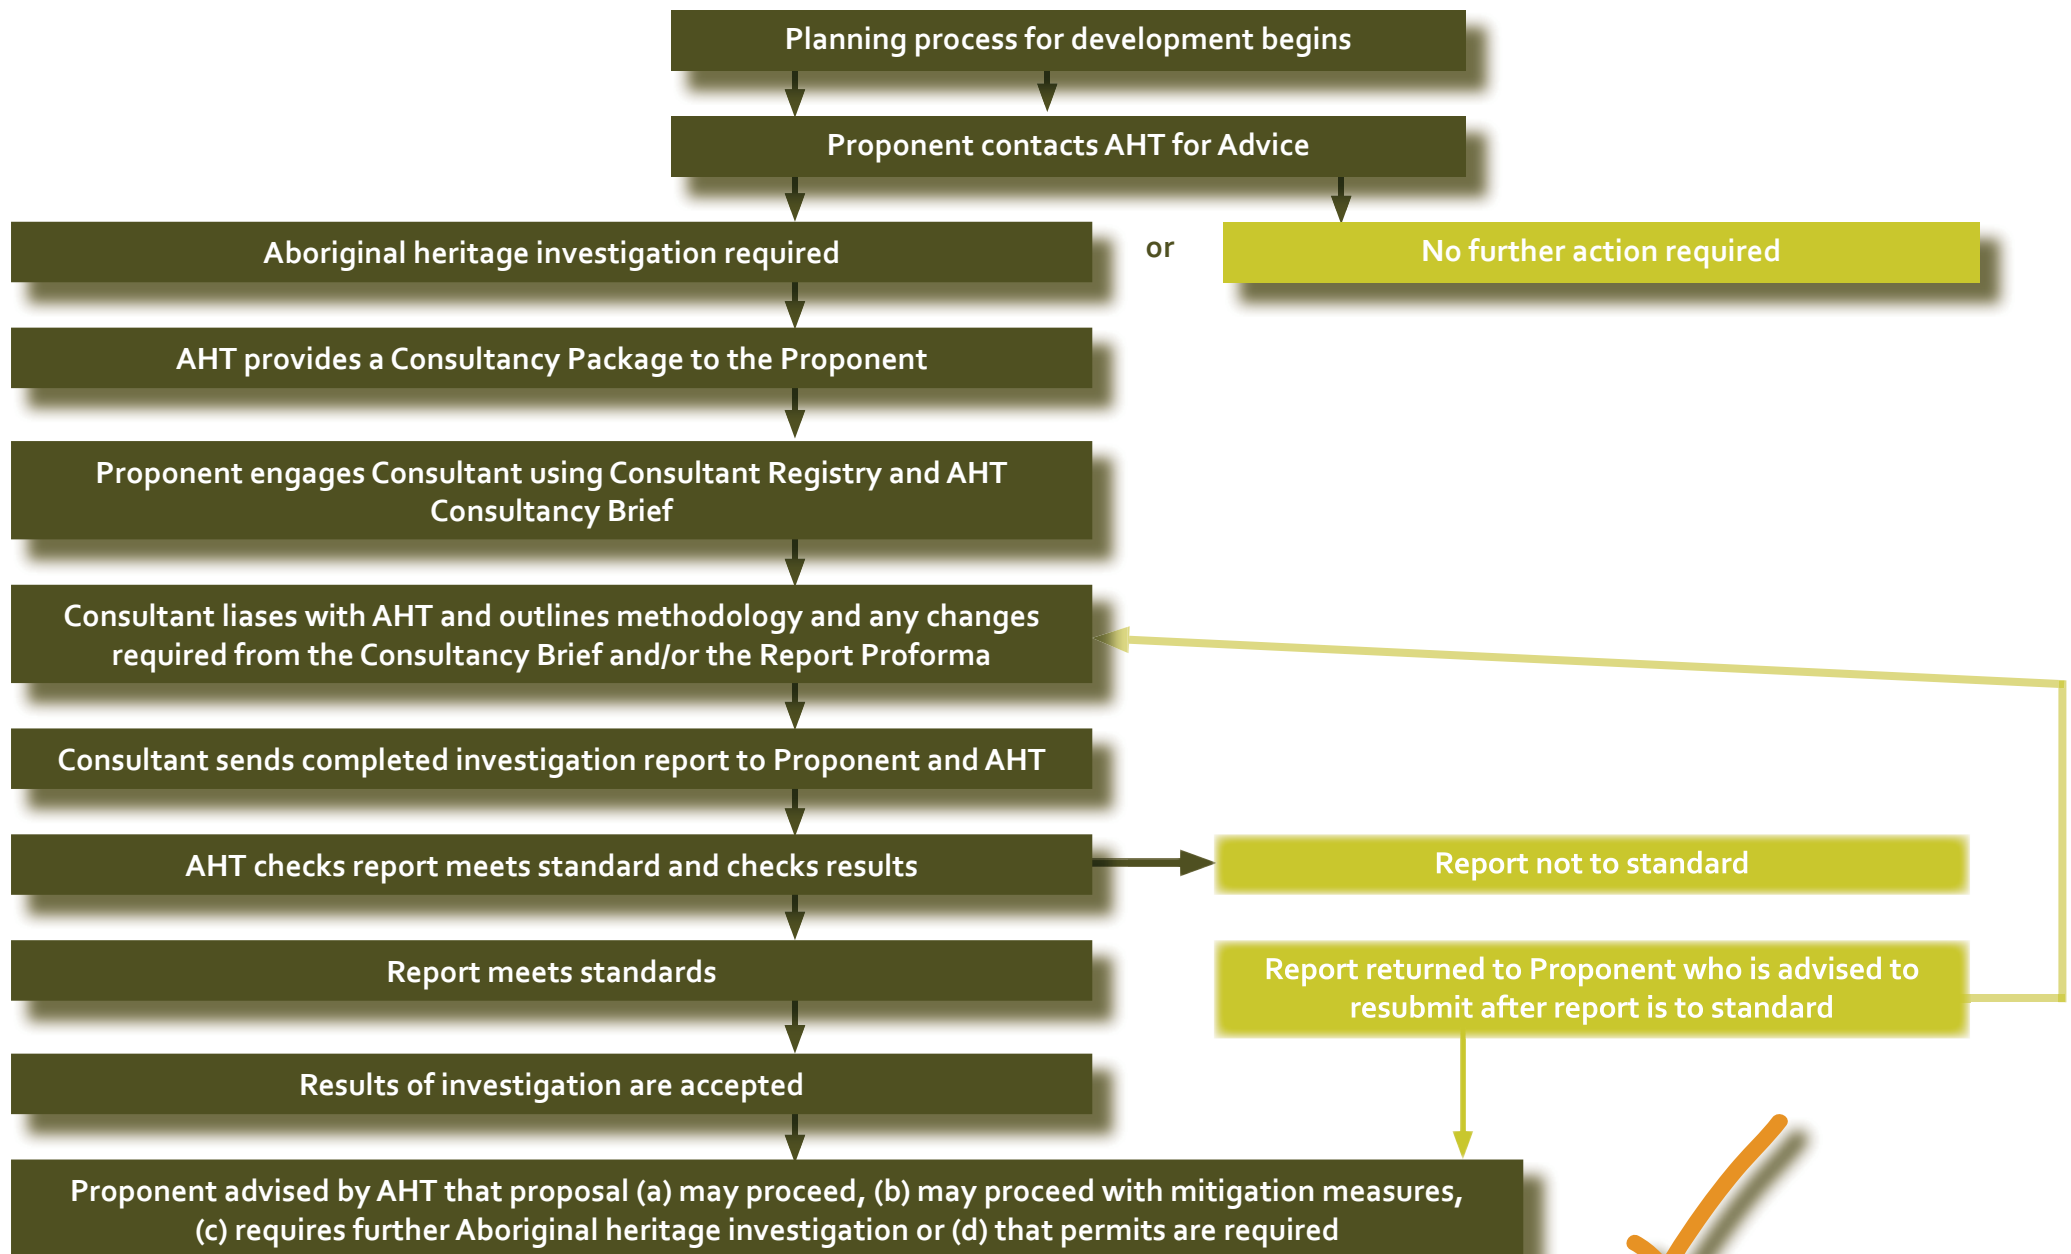 Planning process for development begins
Proponent contacts AHT for Advice
Aboriginal heritage investigation required
or
No further action required
AHT provides a Consultancy Package to the Proponent
Proponent engages Consultant using Consultant Registry and AHT
Consultancy Brief
Consultant liases with AHT and outlines methodology and any changes
required from the Consultancy Brief and/or the Report Proforma
Consultant sends completed investigation report to Proponent and AHT
AHT checks report meets standard and checks results
Report not to standard
Report meets standards
Report returned to Proponent who is advised to
resubmit after report is to standard
Results of investigation are accepted
Proponent advised by AHT that proposal (a) may proceed, (b) may proceed with mitigation measures,
(c) requires further Aboriginal heritage investigation or (d) that permits are required